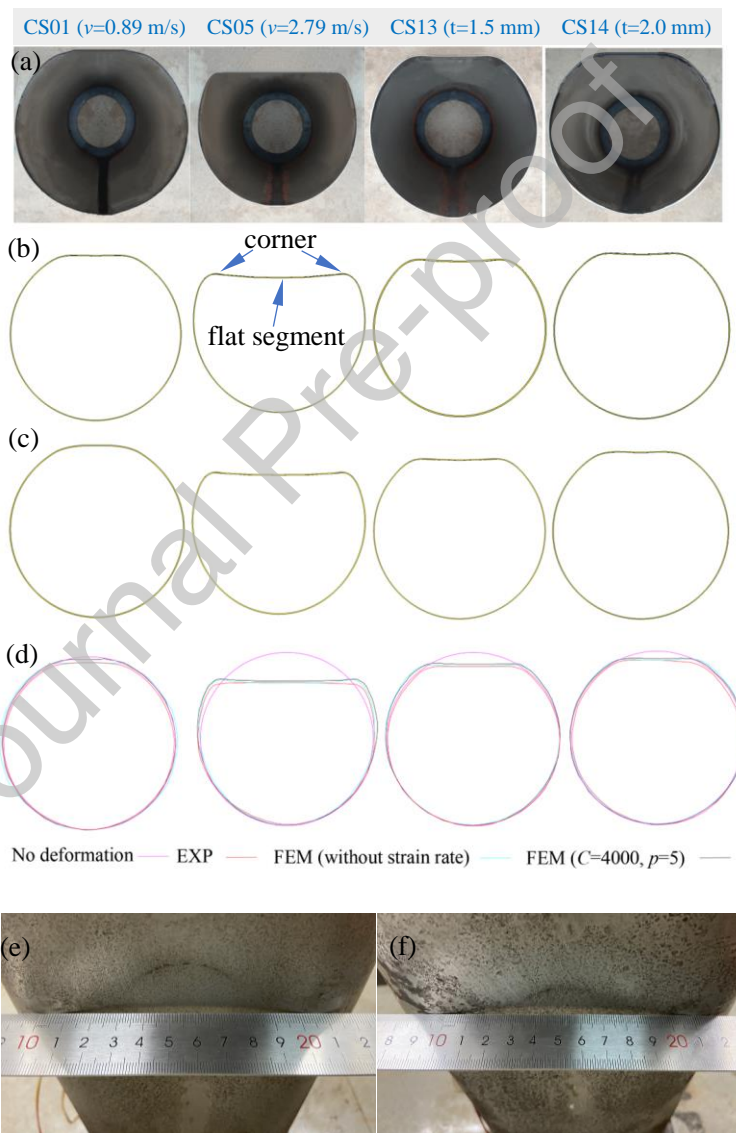 CS01 (v=0.89 m/s) CS05 (v=2.79 m/s) CS13 (t=1.5 mm) CS14 (t=2.0 mm)
(a)
(b)
corner
flat segment
(c)
(d)
No deformation EXP FEM (without strain rate) FEM (C=4000, p=5)
(e)
(f)
9 10 1 2 3 4 5 6 7 8 9 20 1 2
8 9 10 1 2 3 4 5 6 7 8 9 20 1
Journal Pre-proof